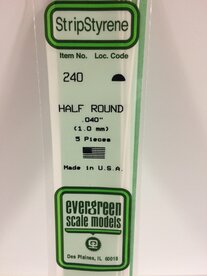 StripStyrene
Item No. Loc. Code
240
HALF ROUND
.040"
(1.0 mm)
5 Pieces
Made in U.S.A.
evergreen
scale models
Des Plaines, IL 60018